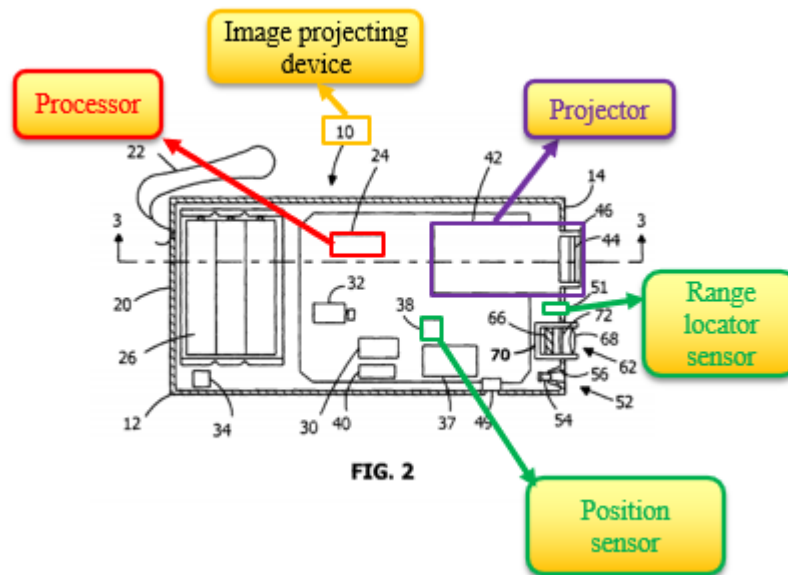 Image projecting
device
Processor
Projector
10
22
24
42
14
46
3
3
44
20
32
51
38
66
72
Range
locator
sensor
26
70
68
62
56
12
34
30
40
37
49
54
52
FIG. 2
Position
sensor